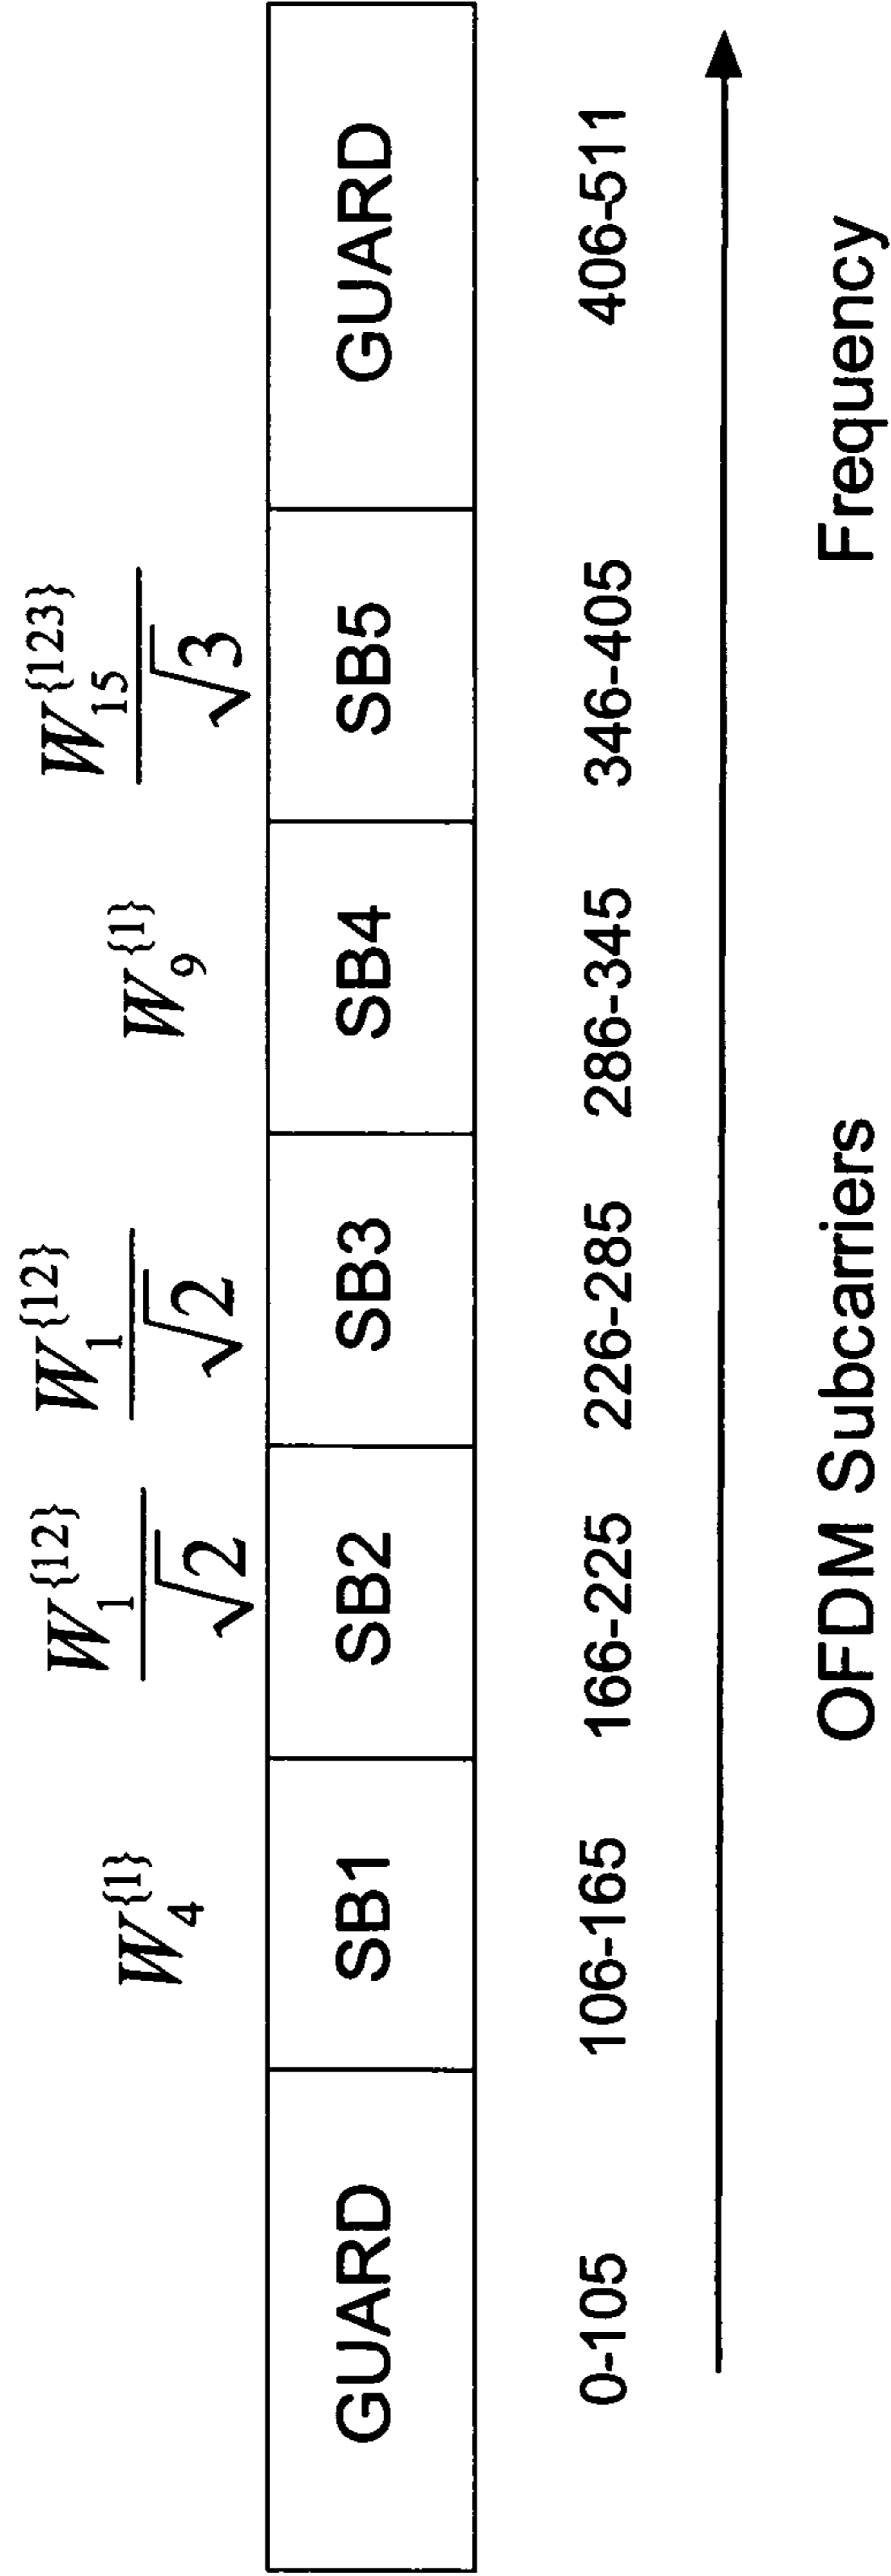 W_4^{1} W_1^{12}/√2 W_1^{12}/√2 W_9^{1} W_15^{123}/√3
GUARD SB1 SB2 SB3 SB4 SB5 GUARD
0-105 106-165 166-225 226-285 286-345 346-405 406-511
OFDM Subcarriers Frequency